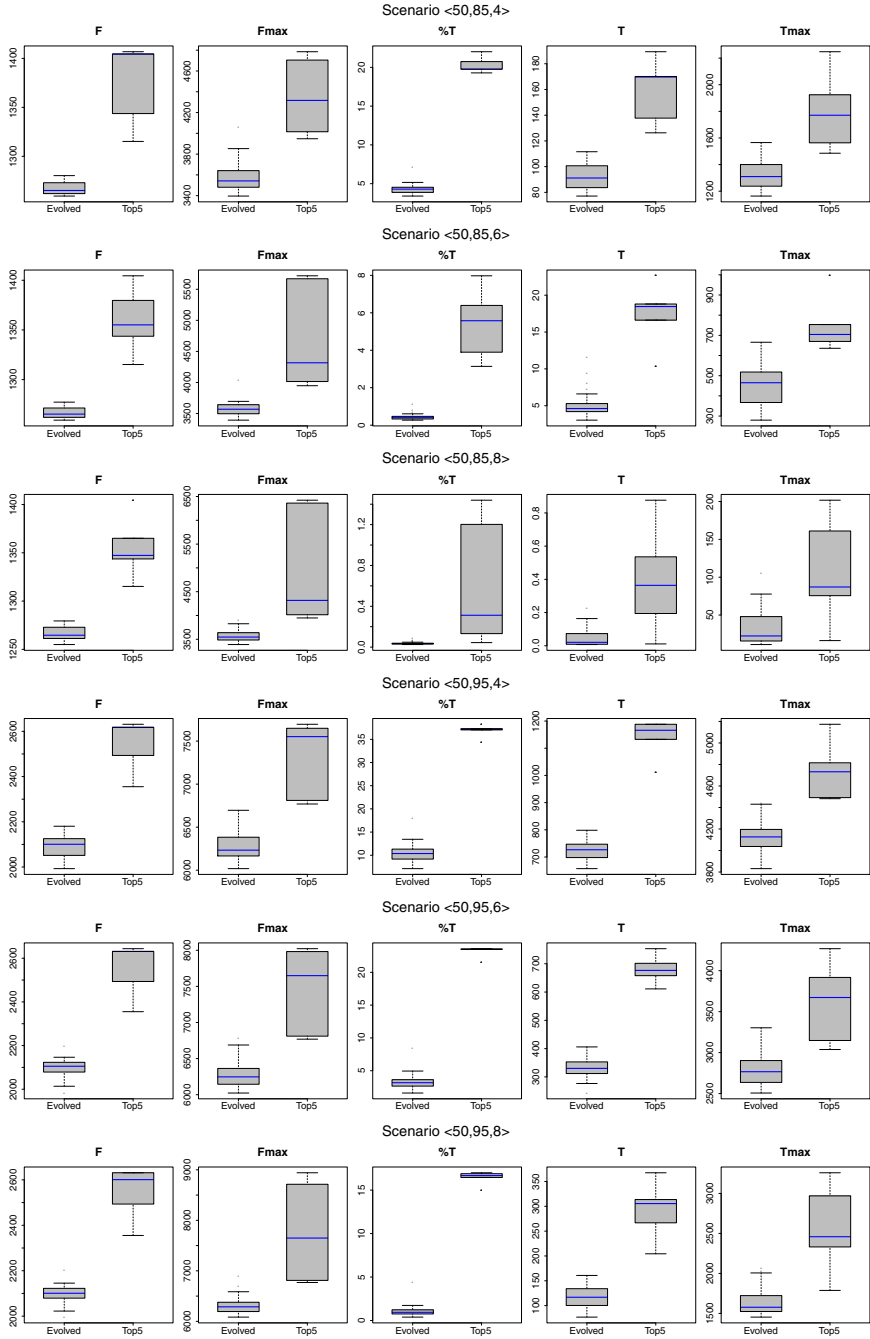 Scenario <50,85,4>
F Fmax %T T Tmax
1300 1350 1400
3400 3800 4200 4600
5 10 15 20
80 100 120 140 160 180
1200 1600 2000
Evolved Top5 Evolved Top5 Evolved Top5 Evolved Top5 Evolved Top5
Scenario <50,85,6>
F Fmax %T T Tmax
1300 1350 1400
3500 4000 4500 5000 5500
0 2 4 6 8
5 10 15 20
300 500 700 900
Evolved Top5 Evolved Top5 Evolved Top5 Evolved Top5 Evolved Top5
Scenario <50,85,8>
F Fmax %T T Tmax
1250 1300 1350 1400
3500 4500 5500 6500
0.0 0.2 0.4 0.6 0.8 1.2
0.0 0.2 0.4 0.6 0.8
50 100 150 200
Evolved Top5 Evolved Top5 Evolved Top5 Evolved Top5 Evolved Top5
Scenario <50,95,4>
F Fmax %T T Tmax
2000 2200 2400 2600
6000 6500 7000 7500
10 15 20 25 30 35
700 800 900 1000 1200
3800 4200 4600 5000
Evolved Top5 Evolved Top5 Evolved Top5 Evolved Top5 Evolved Top5
Scenario <50,95,6>
F Fmax %T T Tmax
2000 2200 2400 2600
6000 6500 7000 7500 8000
5 10 15 20
300 400 500 600 700
2500 3000 3500 4000
Evolved Top5 Evolved Top5 Evolved Top5 Evolved Top5 Evolved Top5
Scenario <50,95,8>
F Fmax %T T Tmax
2000 2200 2400 2600
6000 7000 8000 9000
0 5 10 15
100 150 200 250 300 350
1500 2000 2500 3000
Evolved Top5 Evolved Top5 Evolved Top5 Evolved Top5 Evolved Top5